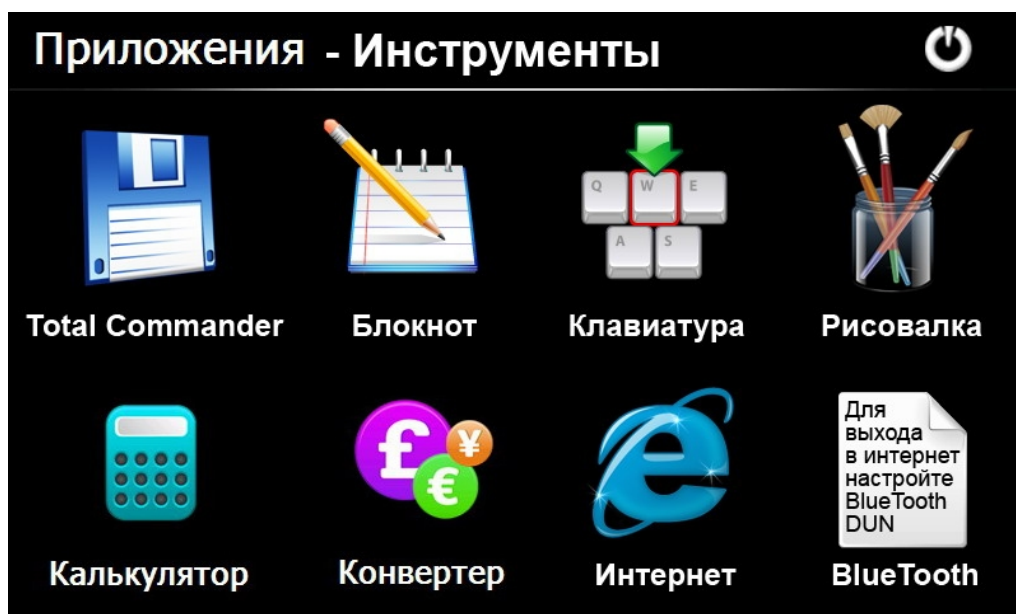 Приложения - Инструменты
Q W E
A S
Total Commander Блокнот Клавиатура Рисовалка
£ ¥
€
Для
выхода
в интернет
настройте
BlueTooth
DUN
Калькулятор Конвертер Интернет BlueTooth